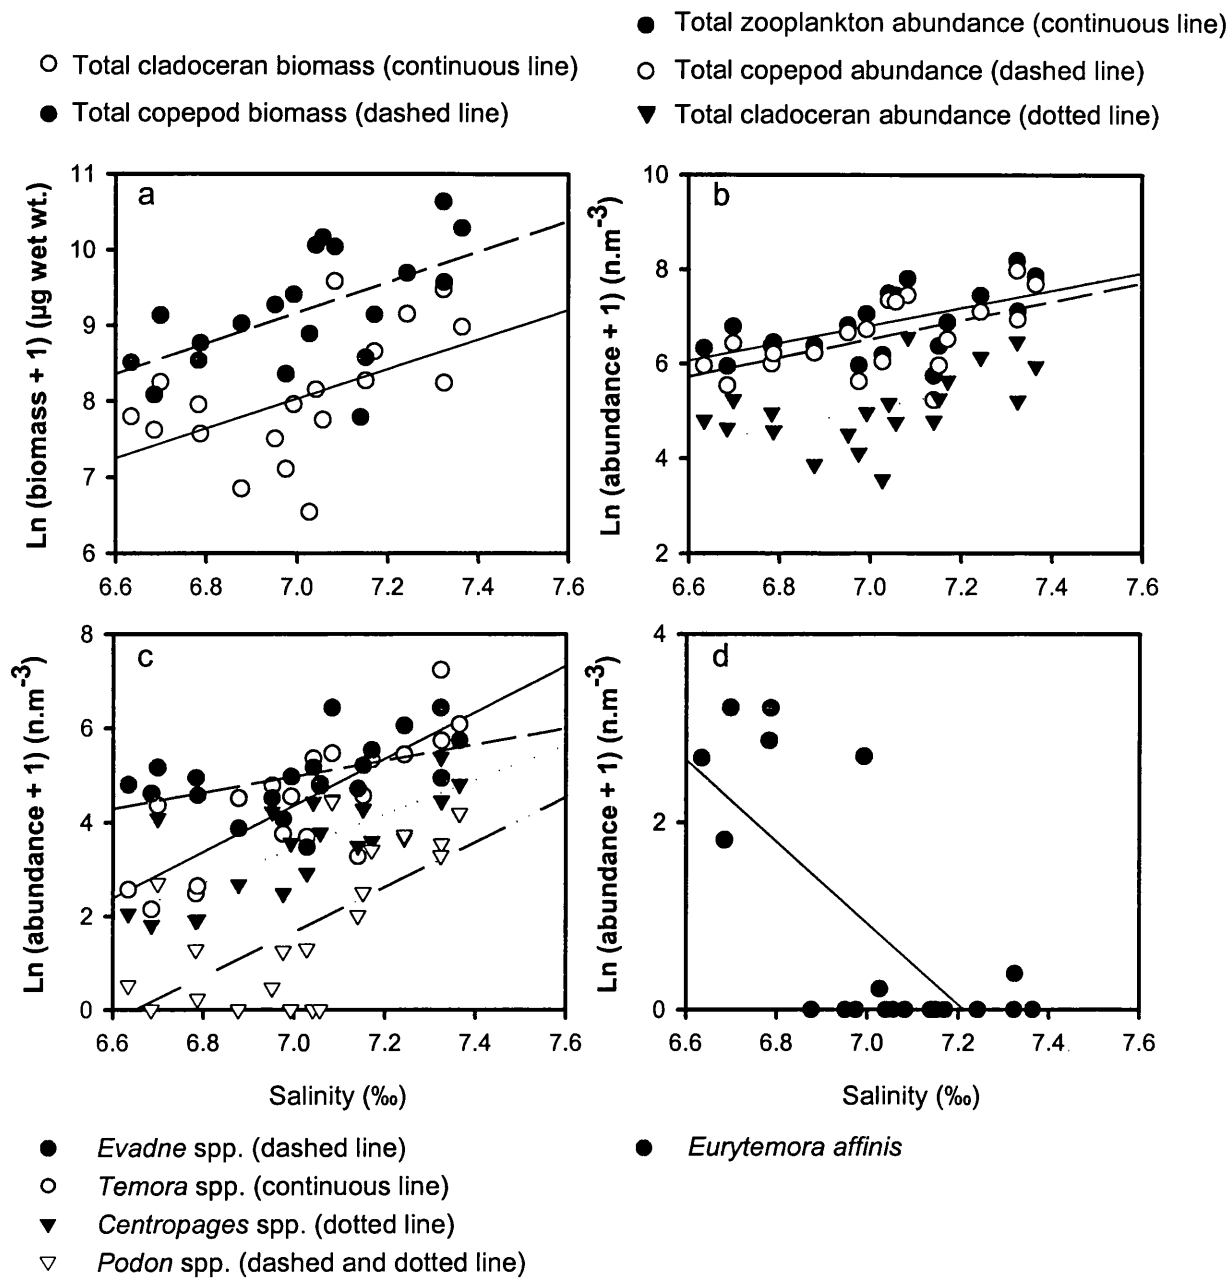 Total cladoceran biomass (continuous line)
Total copepod biomass (dashed line)
Total zooplankton abundance (continuous line)
Total copepod abundance (dashed line)
Total cladoceran abundance (dotted line)
a
Ln (biomass + 1) (µg wet wt.)
11
10
9
8
7
6
6.6 6.8 7.0 7.2 7.4 7.6
b
Ln (abundance + 1) (n.m-3)
10
8
6
4
2
6.6 6.8 7.0 7.2 7.4 7.6
c
Ln (abundance + 1) (n.m-3)
8
6
4
2
0
6.6 6.8 7.0 7.2 7.4 7.6
Salinity (‰)
d
Ln (abundance + 1) (n.m-3)
4
2
0
6.6 6.8 7.0 7.2 7.4 7.6
Salinity (‰)
Evadne spp. (dashed line)
Temora spp. (continuous line)
Centropages spp. (dotted line)
Podon spp. (dashed and dotted line)
Eurytemora affinis